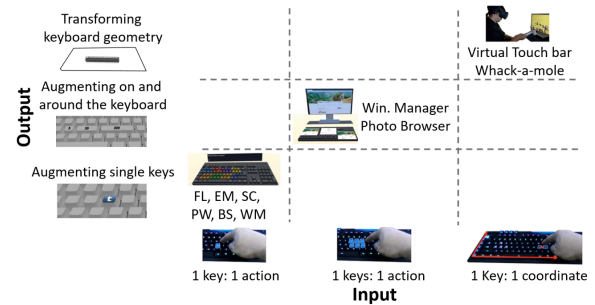 Transforming
keyboard geometry
Virtual Touch bar
Whack-a-mole
Output
Augmenting on and
around the keyboard
Win. Manager
Photo Browser
Augmenting single keys
FL, EM, SC,
PW, BS, WM
1 key: 1 action
1 keys: 1 action
1 Key: 1 coordinate
Input